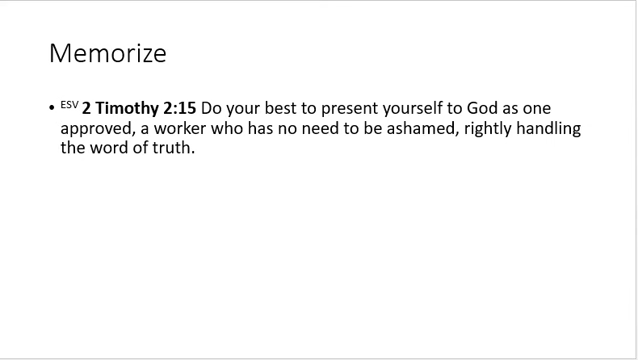 Memorize
• ESV 2 Timothy 2:15 Do your best to present yourself to God as one
approved, a worker who has no need to be ashamed, rightly handling
the word of truth.